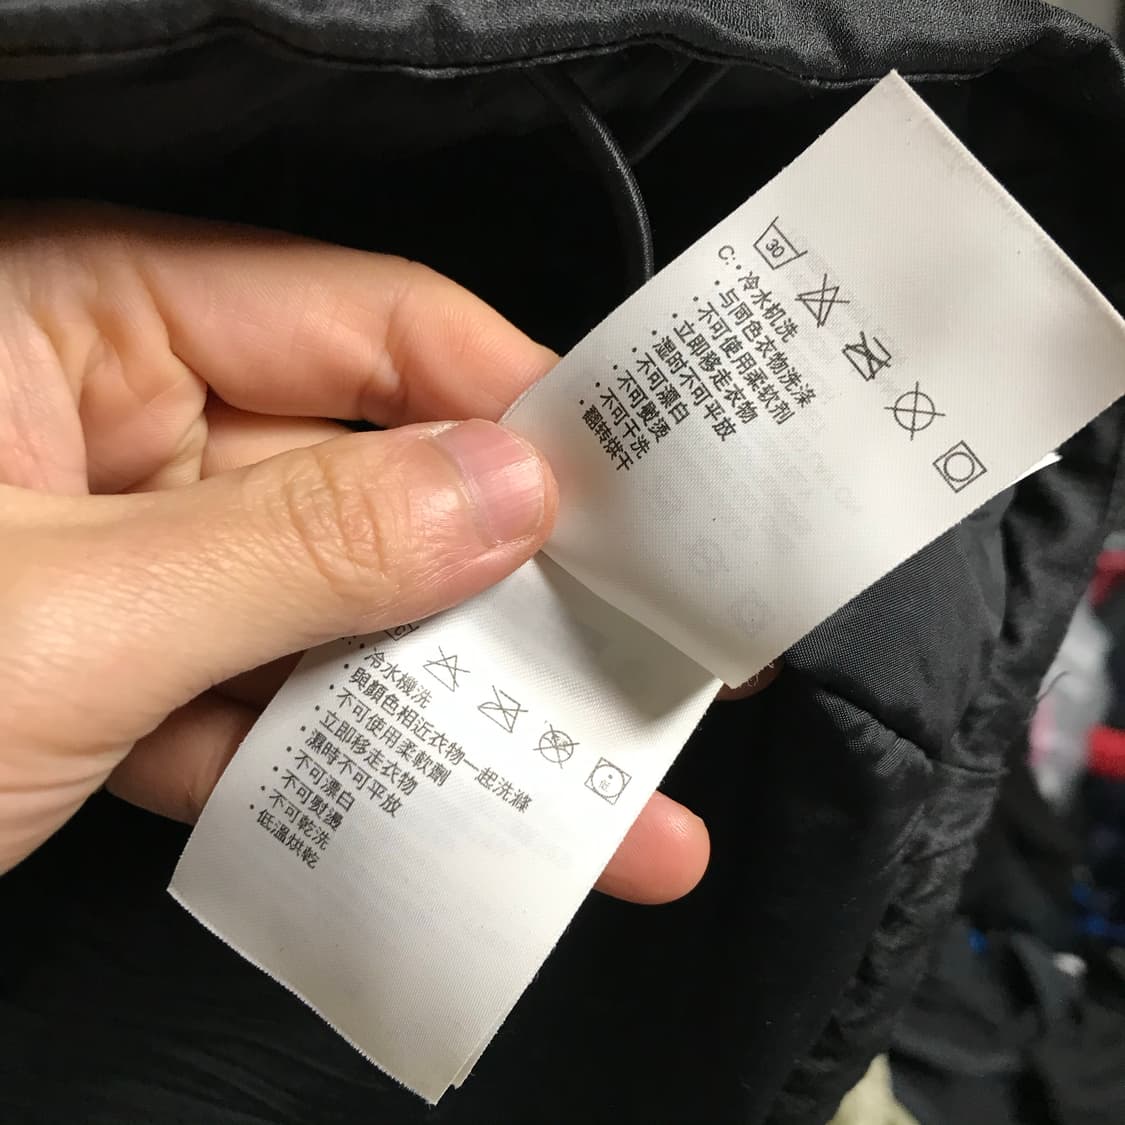 30
C: • 冷水机洗
• 与同色衣物洗涤
• 不可使用柔软剂
• 立即移走衣物
• 湿时不可平放
• 不可漂白
• 不可熨烫
• 不可干洗
• 翻转烘干
• 冷水機洗
• 與顏色相近衣物一起洗滌
• 不可使用柔軟劑
• 立即移走衣物
• 濕時不可平放
• 不可漂白
• 不可熨燙
• 不可乾洗
• 低溫烘乾